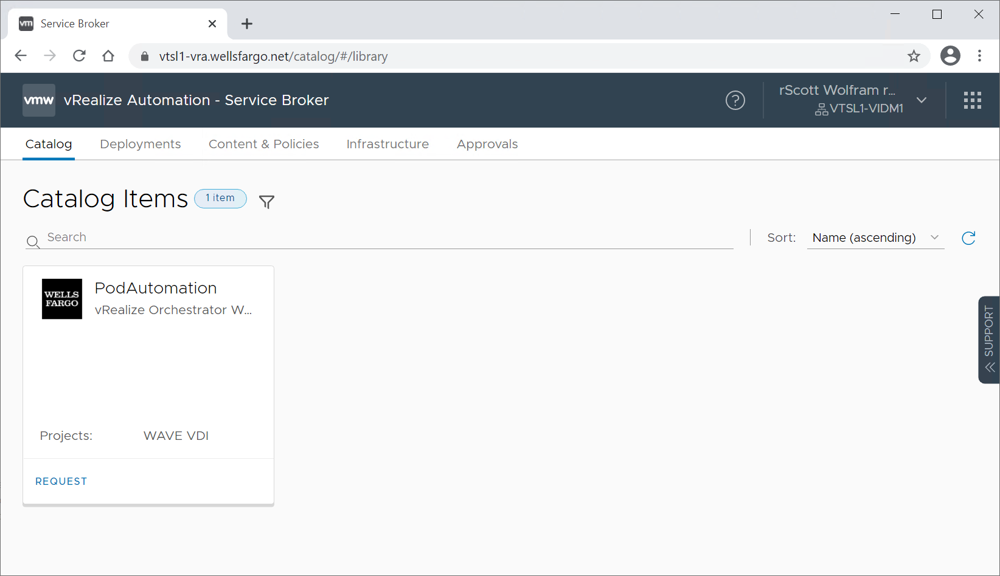 vm Service Broker
vtsl1-vra.wellsfargo.net/catalog/#/library
vmw vRealize Automation - Service Broker
?
rScott Wolfram r...
VTSL1-VIDM1
Catalog Deployments Content & Policies Infrastructure Approvals
Catalog Items 1 item
Search
Sort: Name (ascending)
WELLS
FARGO
PodAutomation
vRealize Orchestrator W...
Projects: WAVE VDI
REQUEST
SUPPORT